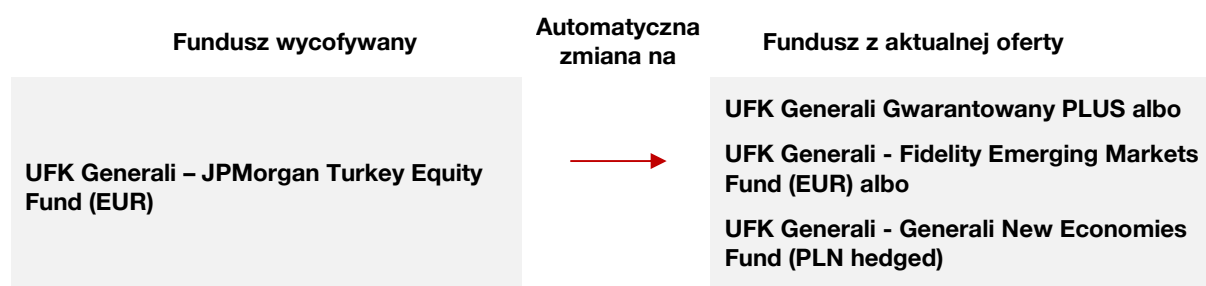 Fundusz wycofywany
Automatyczna
zmiana na
Fundusz z aktualnej oferty
UFK Generali – JPMorgan Turkey Equity
Fund (EUR)
UFK Generali Gwarantowany PLUS albo
UFK Generali - Fidelity Emerging Markets
Fund (EUR) albo
UFK Generali - Generali New Economies
Fund (PLN hedged)